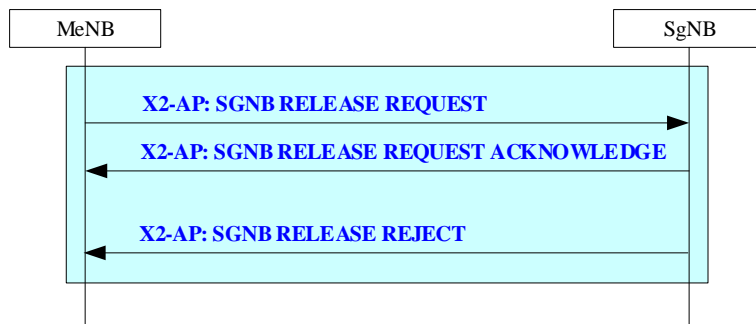 MeNB
SgNB
X2-AP: SGNB RELEASE REQUEST
X2-AP: SGNB RELEASE REQUEST ACKNOWLEDGE
X2-AP: SGNB RELEASE REJECT